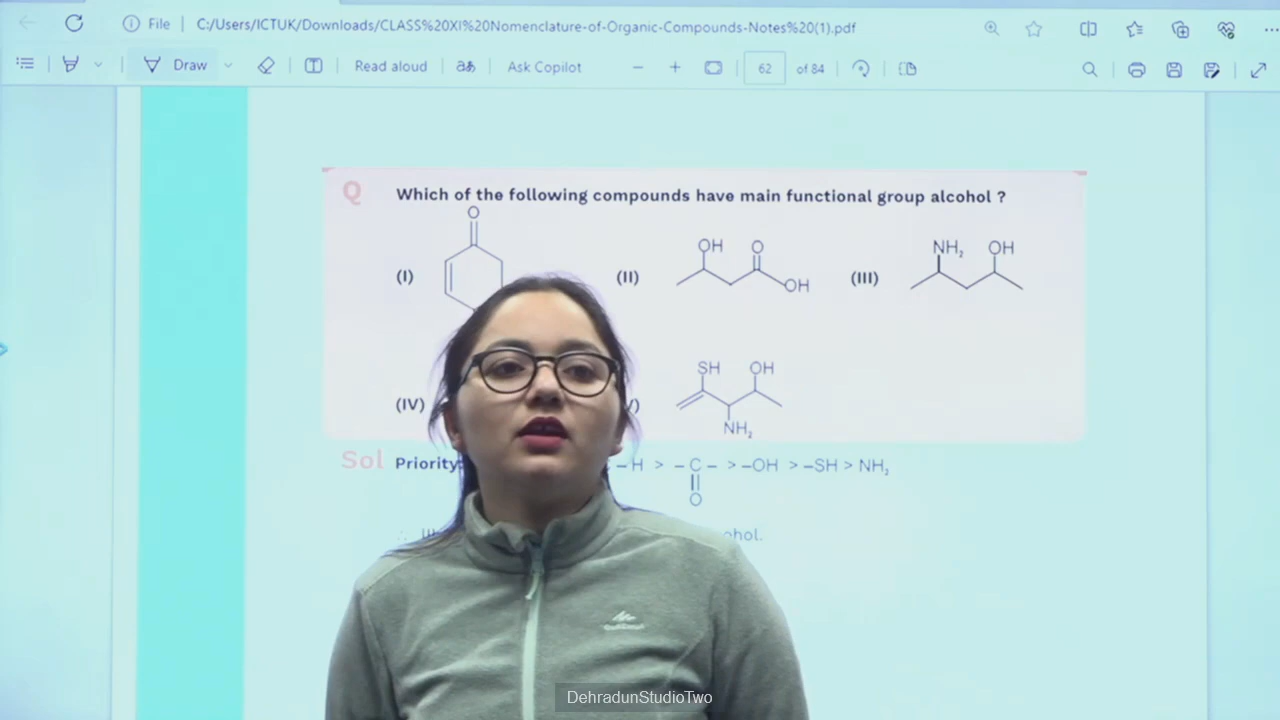 File | C:/Users/ICTUK/Downloads/CLASS%20XI%20Nomenclature-of-Organic-Compounds-Notes%20(1).pdf
Draw Read aloud aあ Ask Copilot 62 of 84
Q Which of the following compounds have main functional group alcohol ?
O
(I) (II) OH O OH (III) NH₂ OH
(IV) SH OH NH₂
Sol Priority: –H > –C– > –OH > –SH > NH₂
O
DehradunStudioTwo